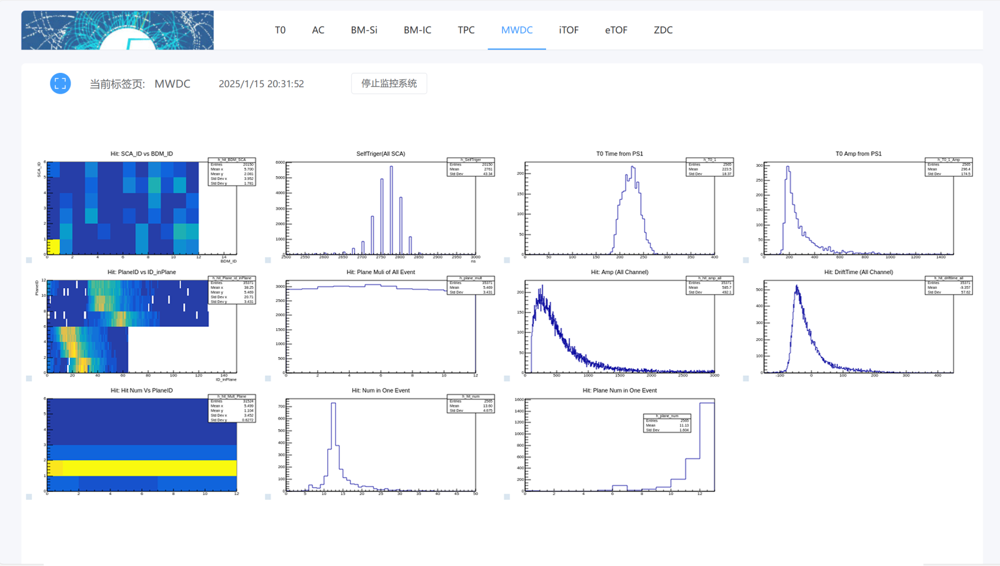 T0 AC BM-Si BM-IC TPC MWDC iTOF eTOF ZDC
当前标签页: MWDC 2025/1/15 20:31:52 停止监控系统
Hit: SCA_ID vs BDM_ID
h_hit_BDM_SCA
Entries 20150
Mean x 5.700
Mean y 2.081
Std Dev x 3.952
Std Dev y 1.781
SCA_ID
6
5
4
3
2
1
0
0 2 4 6 8 10 12 14
BDM_ID
SelfTriger(All SCA)
h_SelfTriger
Entries 20150
Mean 2761
Std Dev 43.34
6000
5000
4000
3000
2000
1000
0
2500 2550 2600 2650 2700 2750 2800 2850 2900 2950 3000
ns
T0 Time from PS1
h_T0_1
Entries 2565
Mean 223.5
Std Dev 18.37
200
150
100
50
0
0 50 100 150 200 250 300 350 400
T0 Amp from PS1
h_T0_1_Amp
Entries 2565
Mean 296.4
Std Dev 174.5
300
250
200
150
100
50
0
0 200 400 600 800 1000 1200 1400
Hit: PlaneID vs ID_inPlane
h_hit_Plane_id_inPlane
Entries 35371
Mean x 38.25
Mean y 5.469
Std Dev x 20.71
Std Dev y 3.431
PlaneID
12
10
8
6
4
2
0
0 20 40 60 80 100 120 140
ID_inPlane
Hit: Plane Muli of All Event
h_plane_mult
Entries 35371
Mean 5.469
Std Dev 3.431
3000
2500
2000
1500
1000
500
0
0 2 4 6 8 10 12
Hit: Amp (All Channel)
h_hit_amp_all
Entries 35371
Mean 585.7
Std Dev 492.1
200
150
100
50
0
0 500 1000 1500 2000 2500 3000
Hit: DriftTime (All Channel)
h_hit_drifttime_all
Entries 35371
Mean -9.357
Std Dev 57.62
500
400
300
200
100
0
-100 0 100 200 300 400
Hit: Hit Num Vs PlaneID
h_hit_Mult_Plane
Entries 31524
Mean x 5.499
Mean y 1.104
Std Dev x 3.452
Std Dev y 0.6272
6
5
4
3
2
1
0
0 2 4 6 8 10 12
Hit: Num in One Event
h_hit_num
Entries 2565
Mean 13.60
Std Dev 4.675
700
600
500
400
300
200
100
0
0 5 10 15 20 25 30 35 40 45 50
Hit: Plane Num in One Event
h_plane_num
Entries 2565
Mean 11.13
Std Dev 1.604
1600
1400
1200
1000
800
600
400
200
0
0 2 4 6 8 10 12